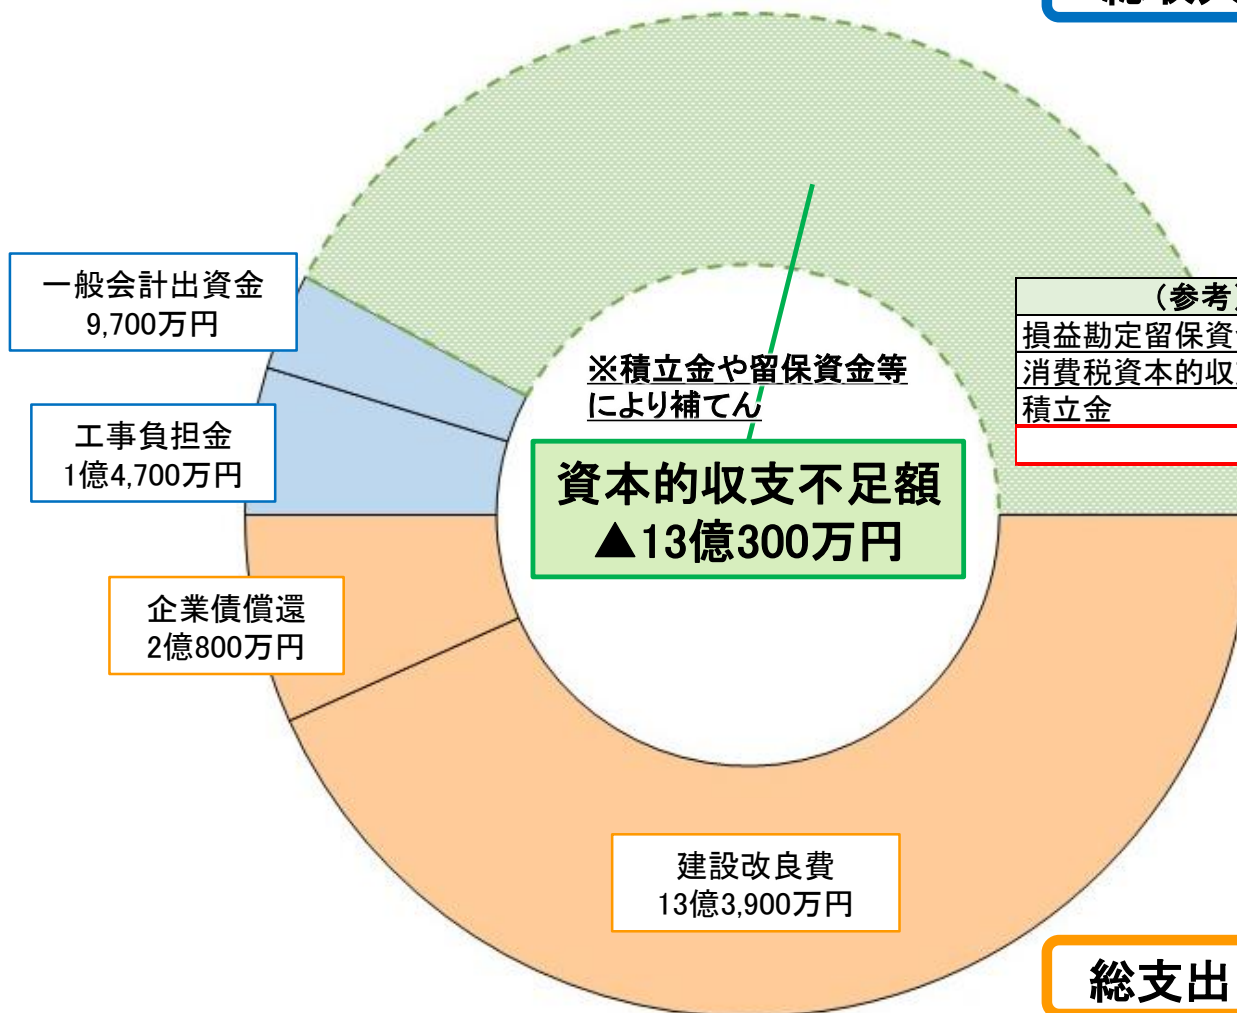 一般会計出資金
9,700万円
工事負担金
1億4,700万円
※積立金や留保資金等
により補てん
資本的収支不足額
▲13億300万円
(参考)
損益勘定留保資
消費税資本的収
積立金
企業債償還
2億800万円
建設改良費
13億3,900万円
総支出